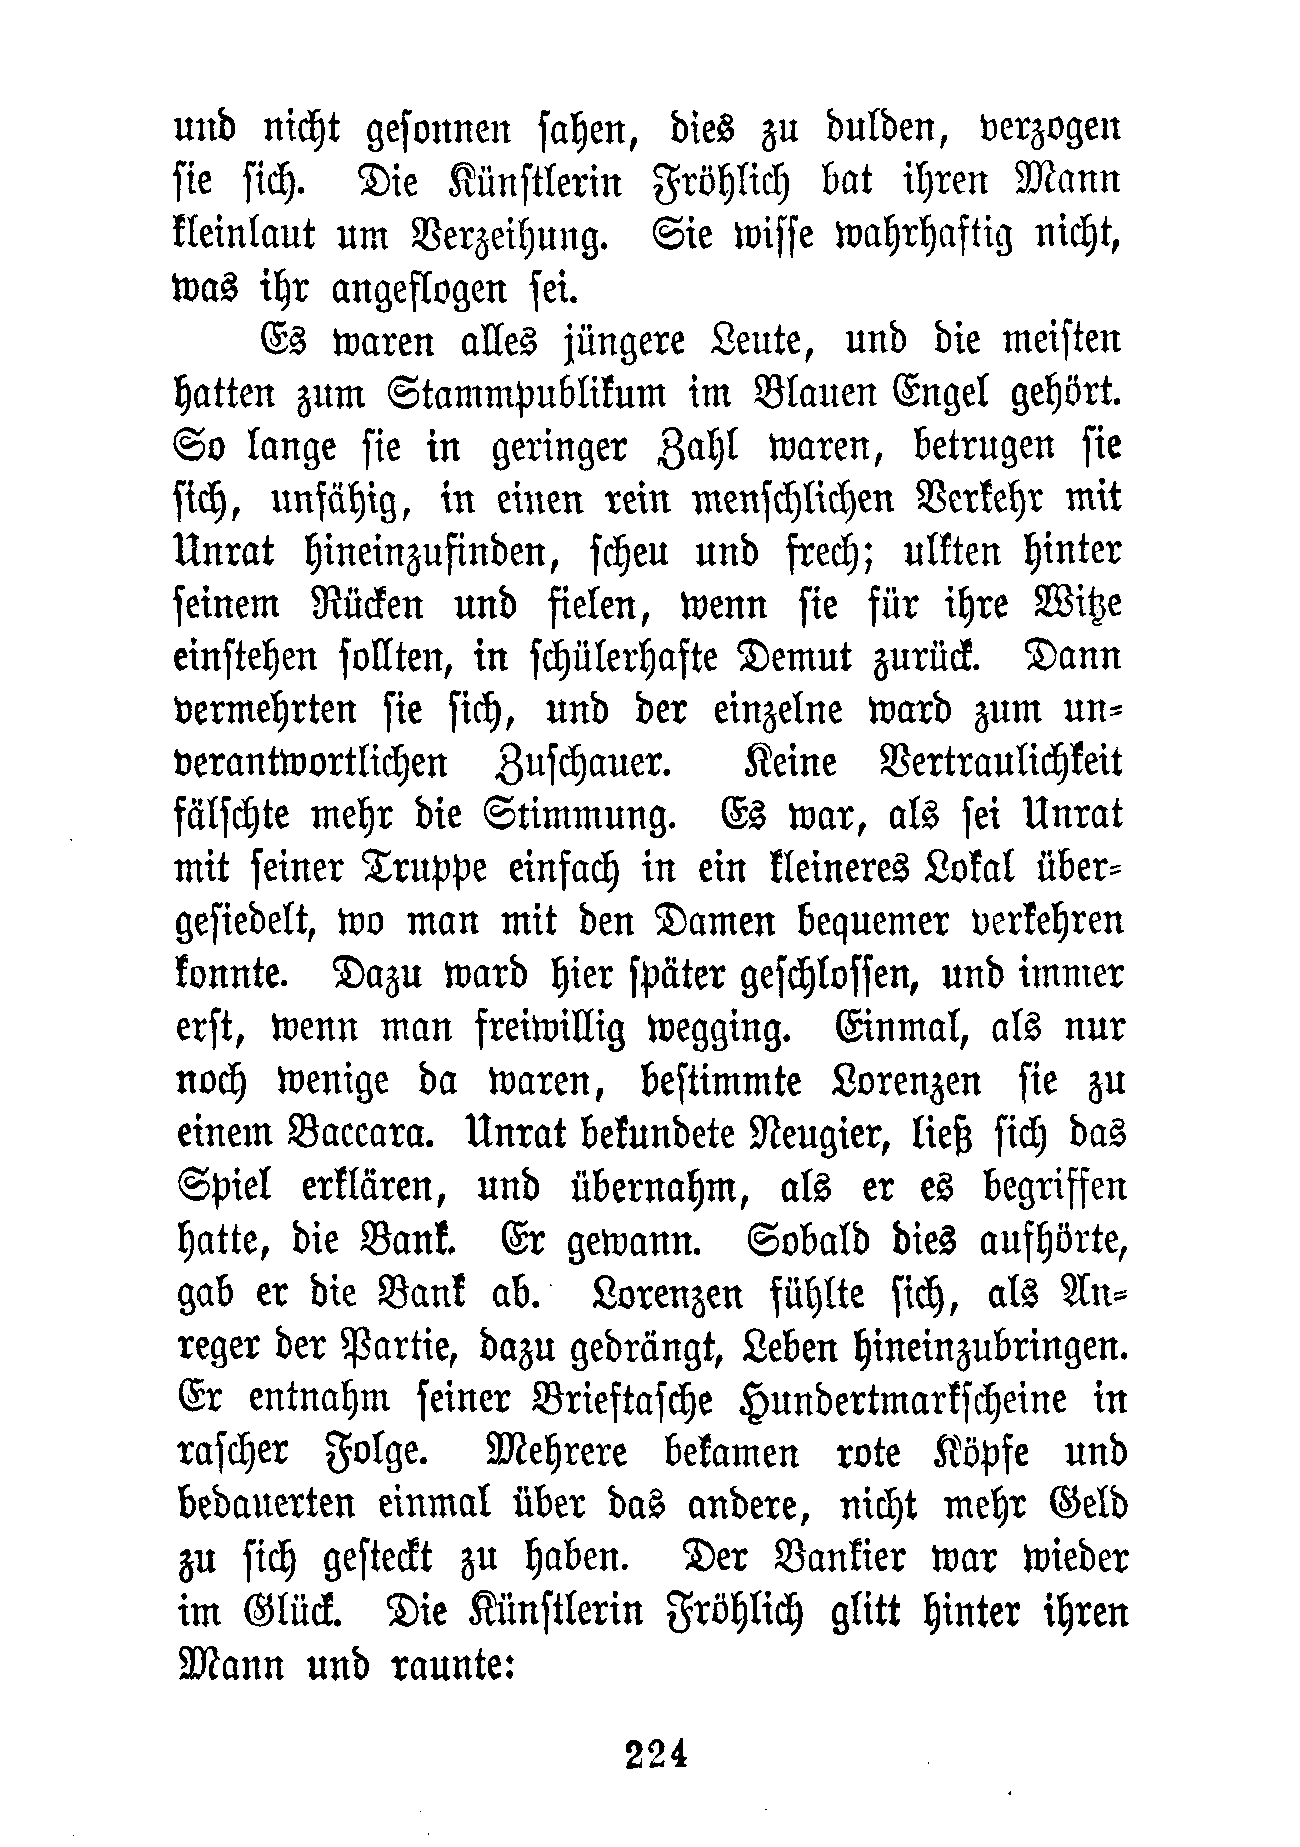 und nicht gesonnen sahen, dies zu dulden, verzogen
sie sich. Die Künstlerin Fröhlich bat ihren Mann
kleinlaut um Verzeihung. Sie wisse wahrhaftig nicht,
was ihr angeflogen sei.
Es waren alles jüngere Leute, und die meisten
hatten zum Stammpublikum im Blauen Engel gehört.
So lange sie in geringer Zahl waren, betrugen sie
sich, unfähig, in einen rein menschlichen Verkehr mit
Unrat hineinzufinden, scheu und frech; ulkten hinter
seinem Rücken und fielen, wenn sie für ihre Witze
einstehen sollten, in schülerhafte Demut zurück. Dann
vermehrten sie sich, und der einzelne ward zum un-
verantwortlichen Zuschauer. Keine Vertraulichkeit
fälschte mehr die Stimmung. Es war, als sei Unrat
mit seiner Truppe einfach in ein kleineres Lokal über-
gesiedelt, wo man mit den Damen bequemer verkehren
konnte. Dazu ward hier später geschlossen, und immer
erst, wenn man freiwillig wegging. Einmal, als nur
noch wenige da waren, bestimmte Lorenzen sie zu
einem Baccara. Unrat bekundete Neugier, ließ sich das
Spiel erklären, und übernahm, als er es begriffen
hatte, die Bank. Er gewann. Sobald dies aufhörte,
gab er die Bank ab. Lorenzen fühlte sich, als An-
reger der Partie, dazu gedrängt, Leben hineinzubringen.
Er entnahm seiner Brieftasche Hundertmarkscheine in
rascher Folge. Mehrere bekamen rote Köpfe und
bedauerten einmal über das andere, nicht mehr Geld
zu sich gesteckt zu haben. Der Bankier war wieder
im Glück. Die Künstlerin Fröhlich glitt hinter ihren
Mann und raunte:
224